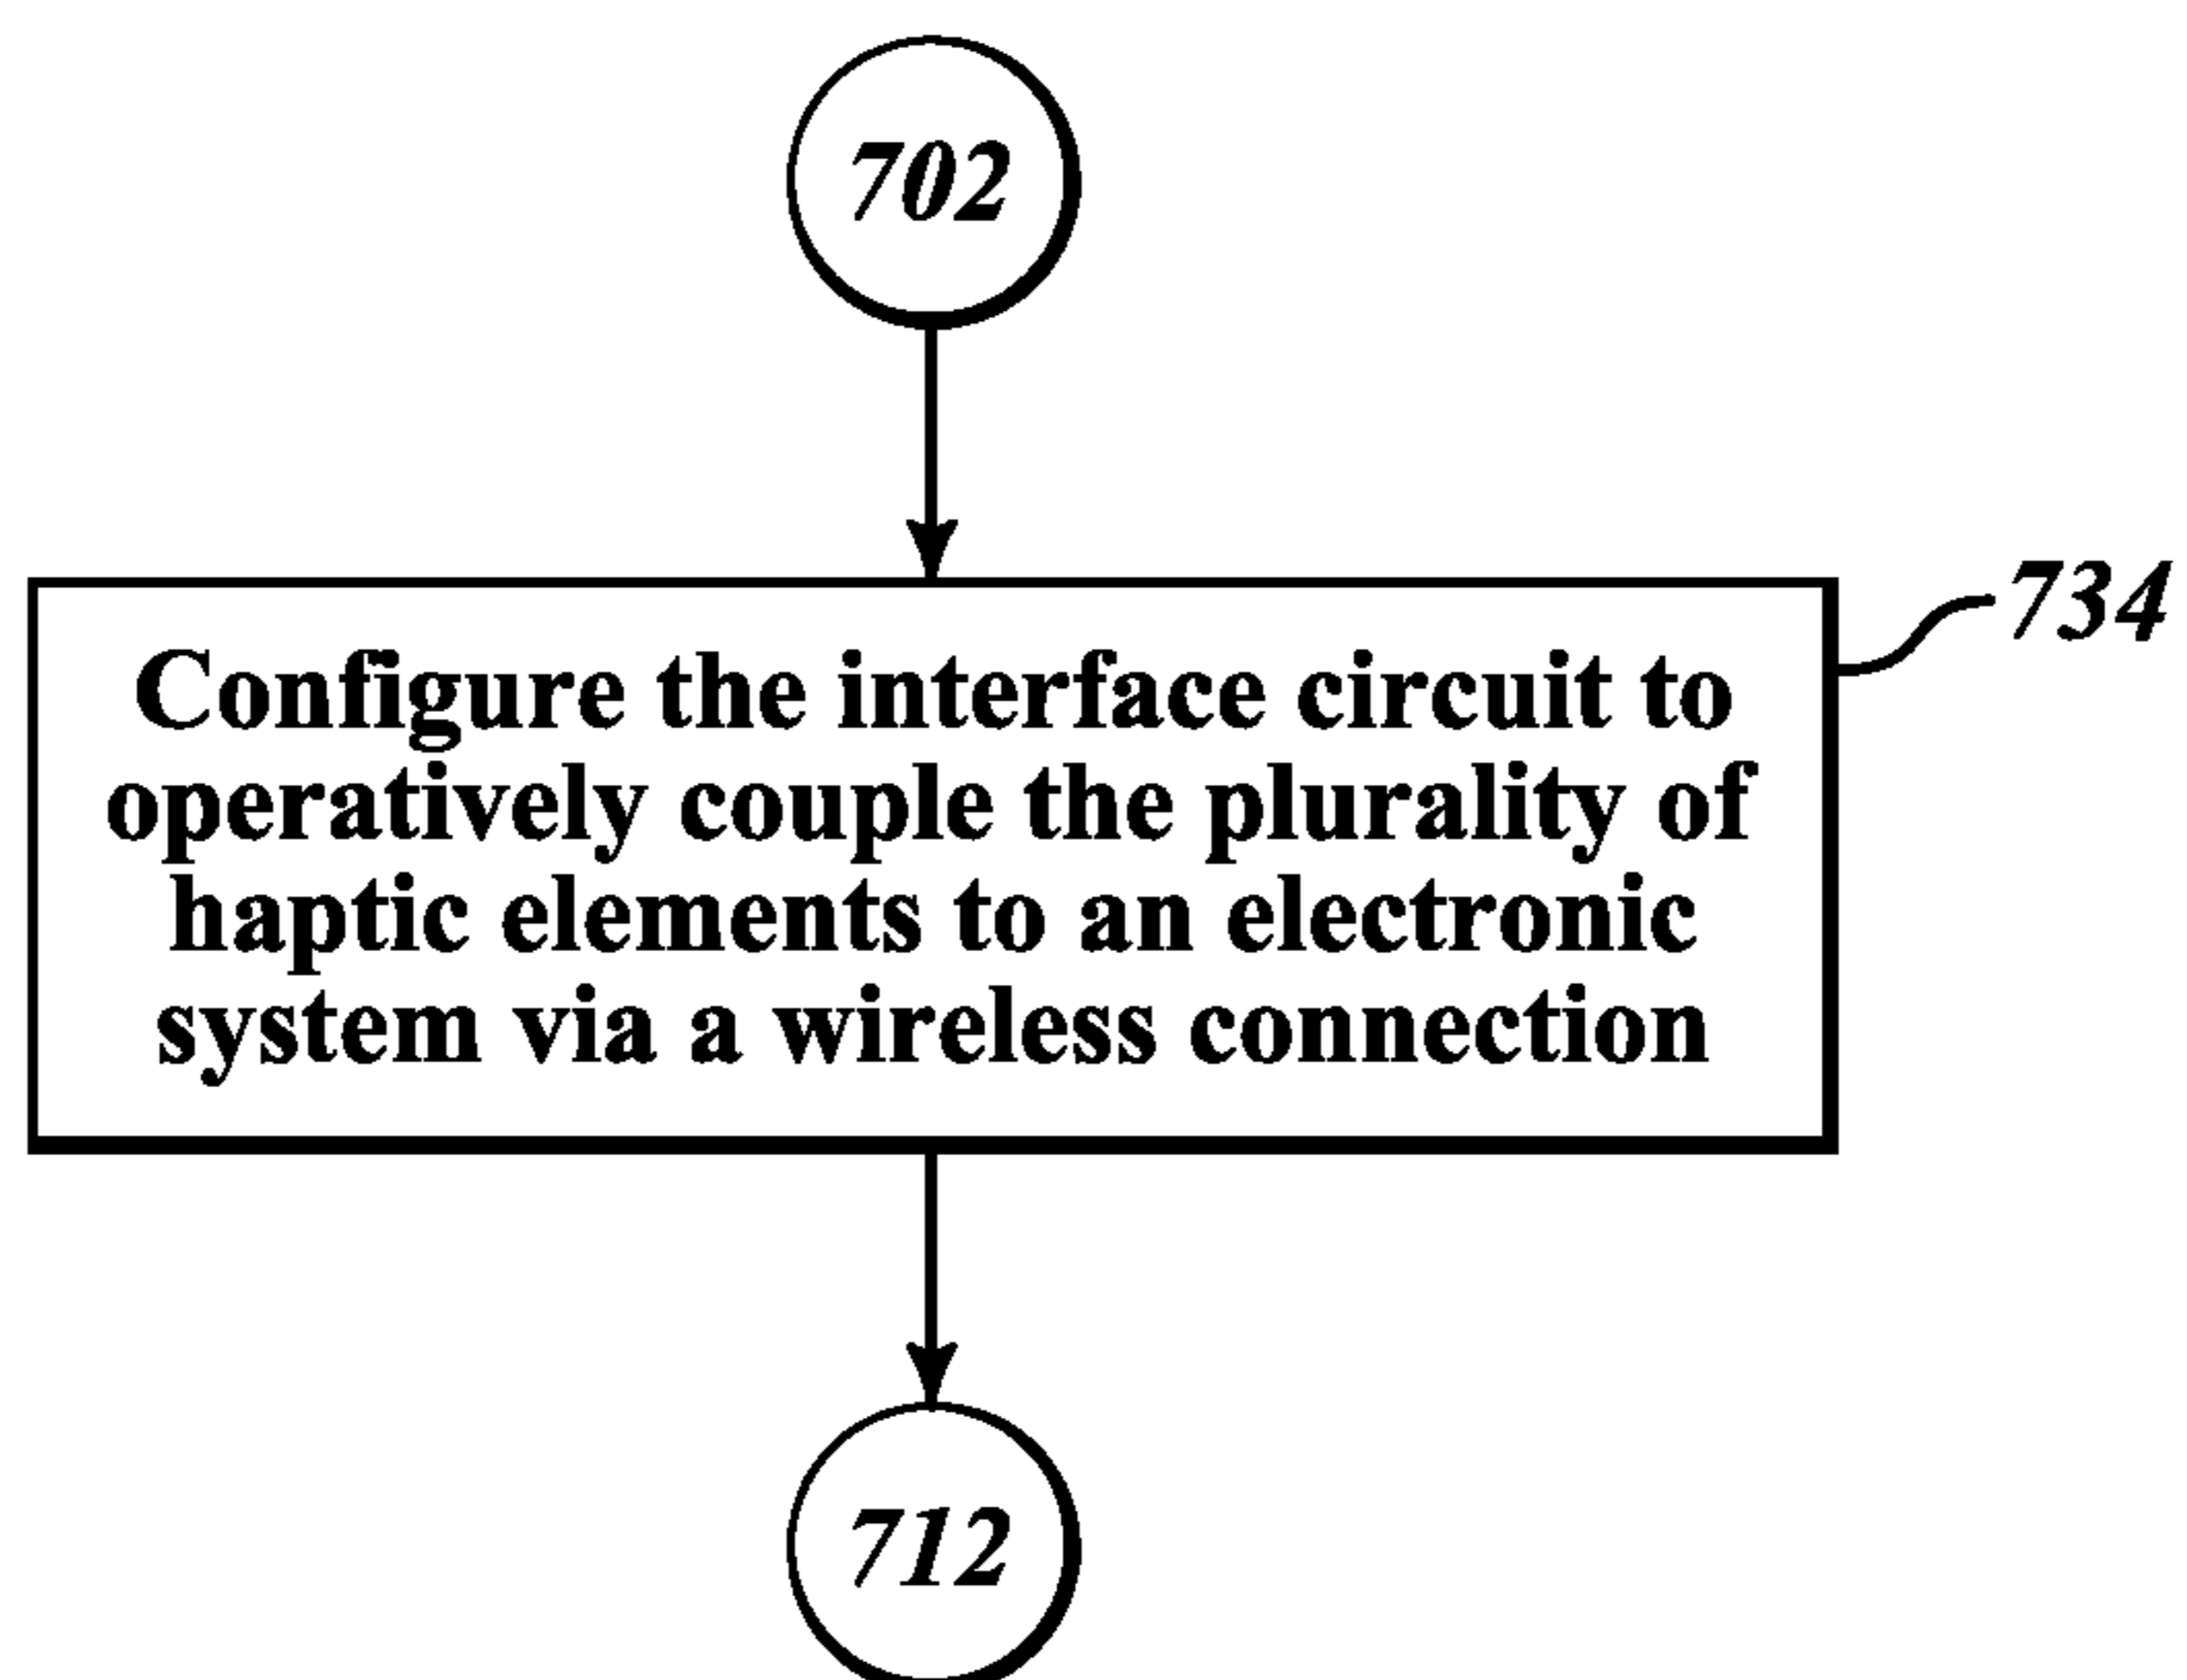 702
734
Configure the interface circuit to
operatively couple the plurality of
haptic elements to an electronic
system via a wireless connection
712